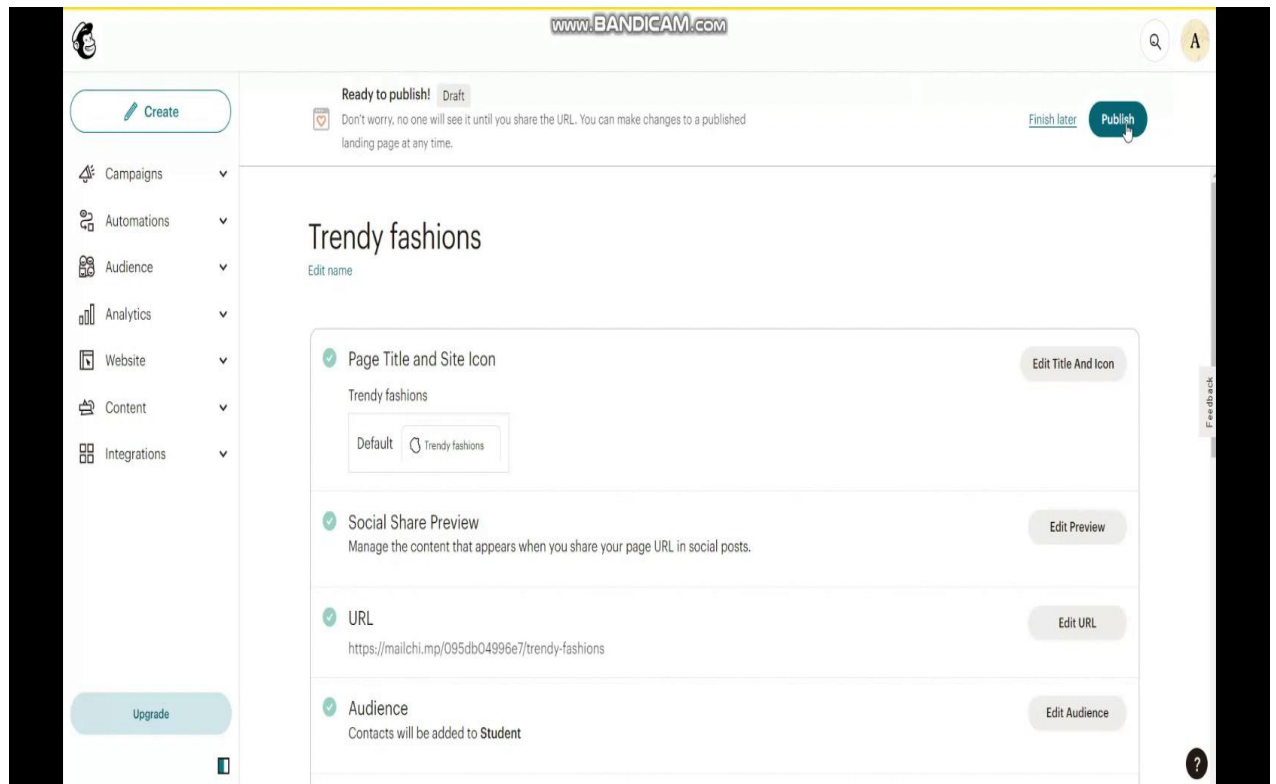 www.BANDICAM.com
A
Create
Ready to publish! Draft
Don't worry, no one will see it until you share the URL. You can make changes to a published
landing page at any time.
Finish later
Publish
Campaigns
Automations
Audience
Analytics
Website
Content
Integrations
Upgrade
Trendy fashions
Edit name
Page Title and Site Icon
Edit Title And Icon
Trendy fashions
Default Trendy fashions
Social Share Preview
Edit Preview
Manage the content that appears when you share your page URL in social posts.
URL
Edit URL
https://mailchi.mp/095db04996e7/trendy-fashions
Audience
Edit Audience
Contacts will be added to Student
Feedback
?